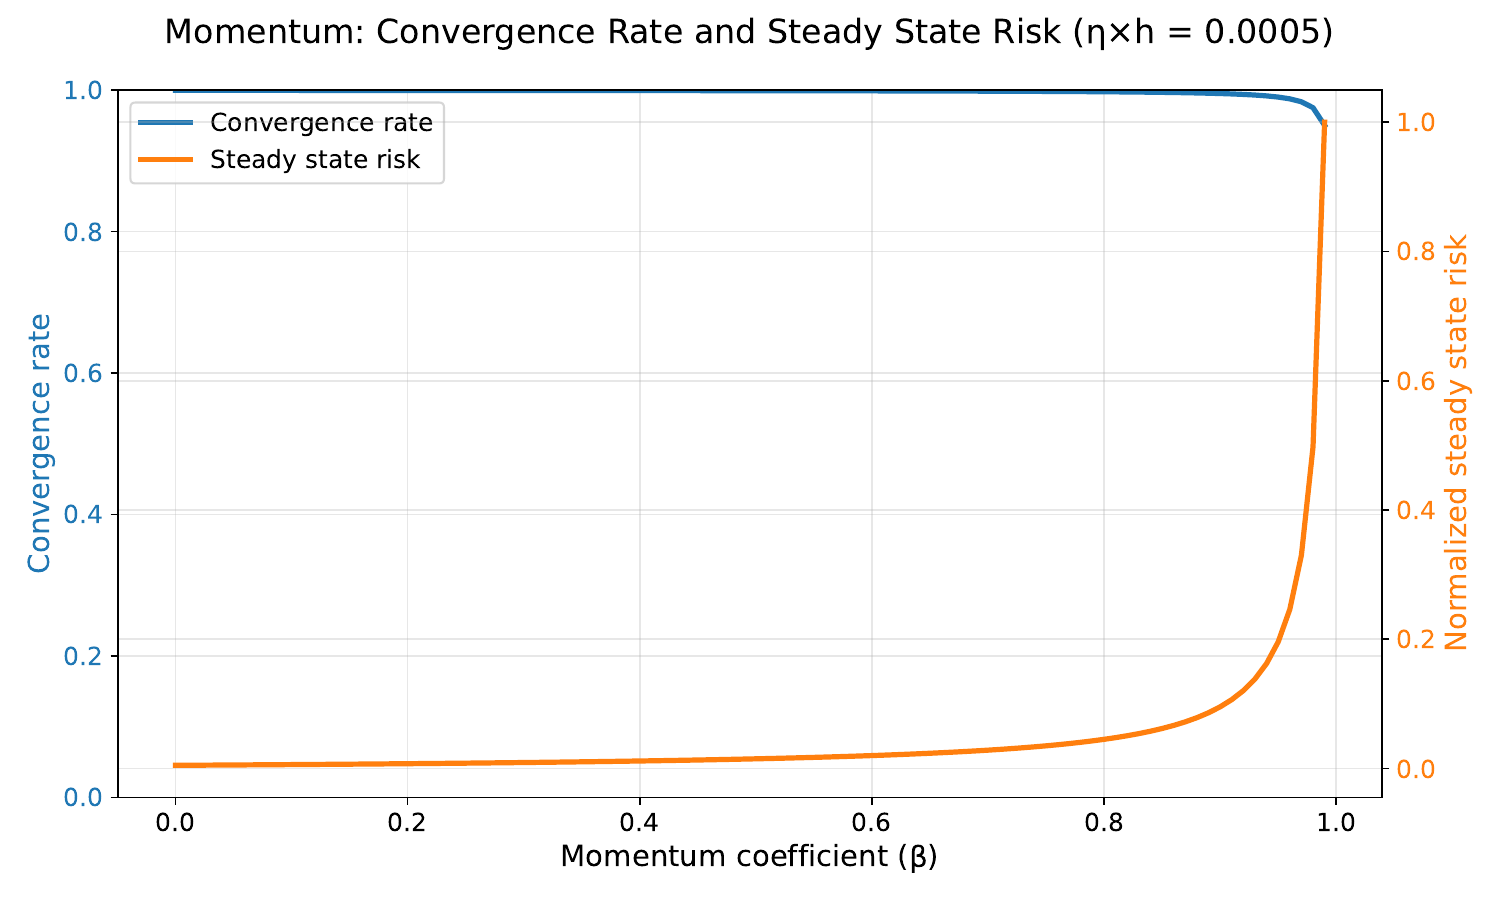 Momentum: Convergence Rate and Steady State Risk (η×h = 0.0005)
Convergence rate
Steady state risk
Convergence rate
1.0
0.8
0.6
0.4
0.2
0.0
Normalized steady state risk
1.0
0.8
0.6
0.4
0.2
0.0
0.0 0.2 0.4 0.6 0.8 1.0
Momentum coefficient (β)